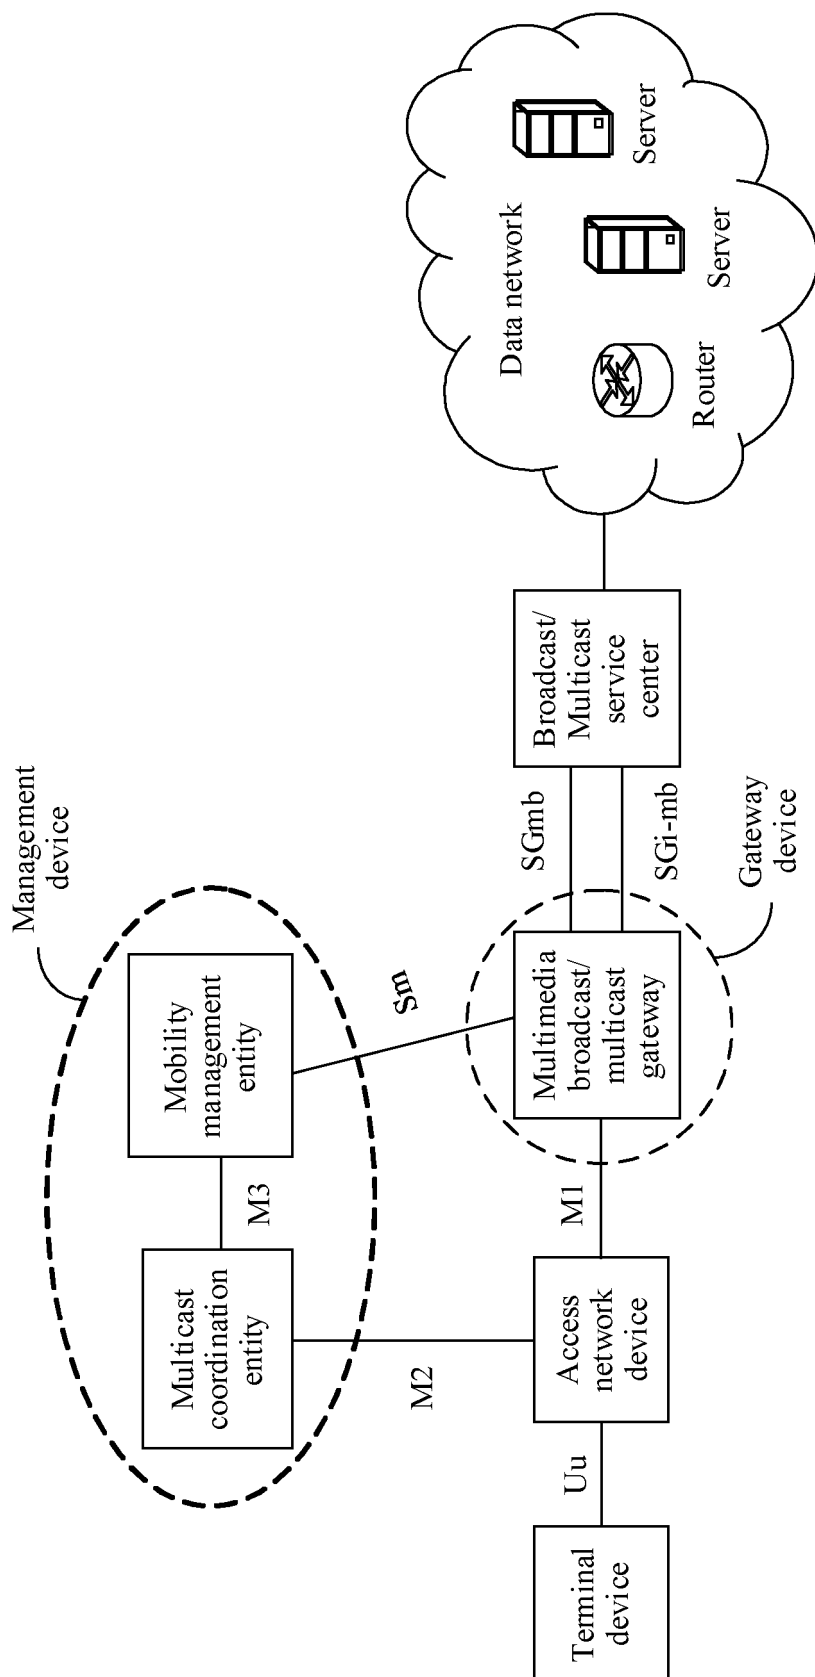 Management
device
Multicast
coordination
entity
M3
Mobility
management
entity
M2
Sm
Terminal
device
Uu
Access
network
device
M1
Multimedia
broadcast/
multicast
gateway
SGmb
SGi-mb
Gateway
device
Broadcast/
Multicast
service
center
Data network
Router
Server
Server